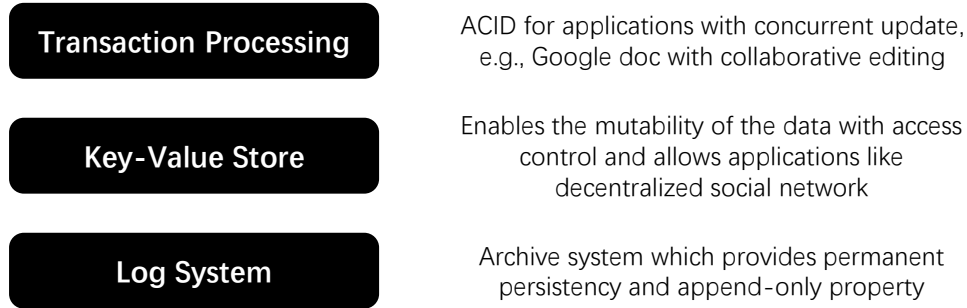 Transaction Processing
ACID for applications with concurrent update,
e.g., Google doc with collaborative editing
Key-Value Store
Enables the mutability of the data with access
control and allows applications like
decentralized social network
Log System
Archive system which provides permanent
persistency and append-only property